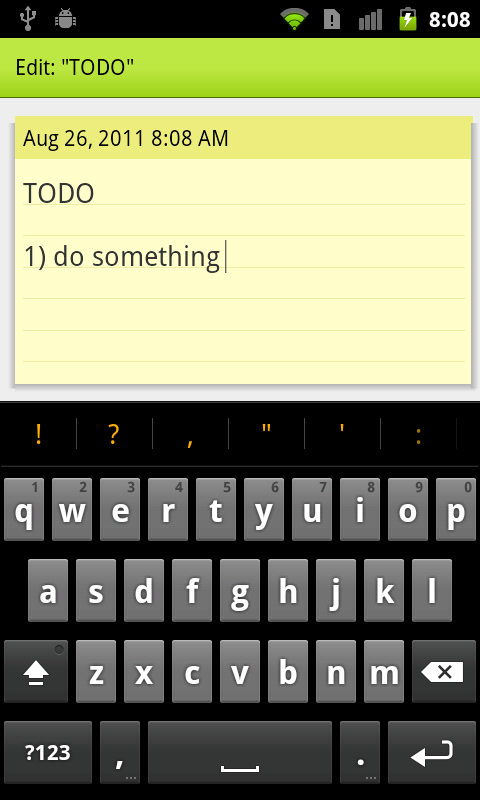 8:08
Edit: "TODO"
Aug 26, 2011 8:08 AM
TODO
1) do something
! ? , " ' :
1 2 3 4 5 6 7 8 9 0
q w e r t y u i o p
a s d f g h j k l
z x c v b n m
?123 , ... . ...